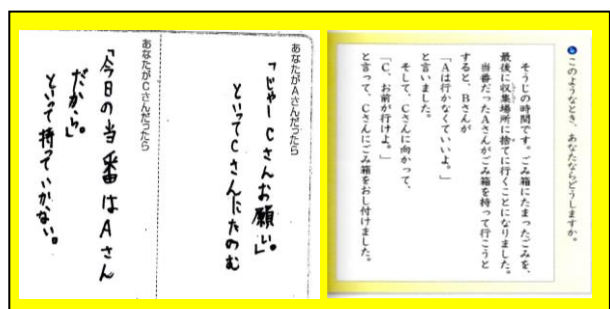 このようなとき、あなたならどうしますか。
そうじの時間です。ごみ箱にたまったごみを、
最後に収集場所に捨てに行くことになりました。
当番だったAさんがごみ箱を持って行こうと
すると、Bさんが
「Aは行かなくていいよ。」
と言いました。
そして、Cさんに向かって、
「C、お前が行けよ。」
と言って、Cさんにごみ箱をおし付けました。
あなたがAさんだったら
「じゃーCさんお願い。」
といってCさんにたのむ
あなたがCさんだったら
「今日の当番はAさん
だから。」
といって持っていかない。